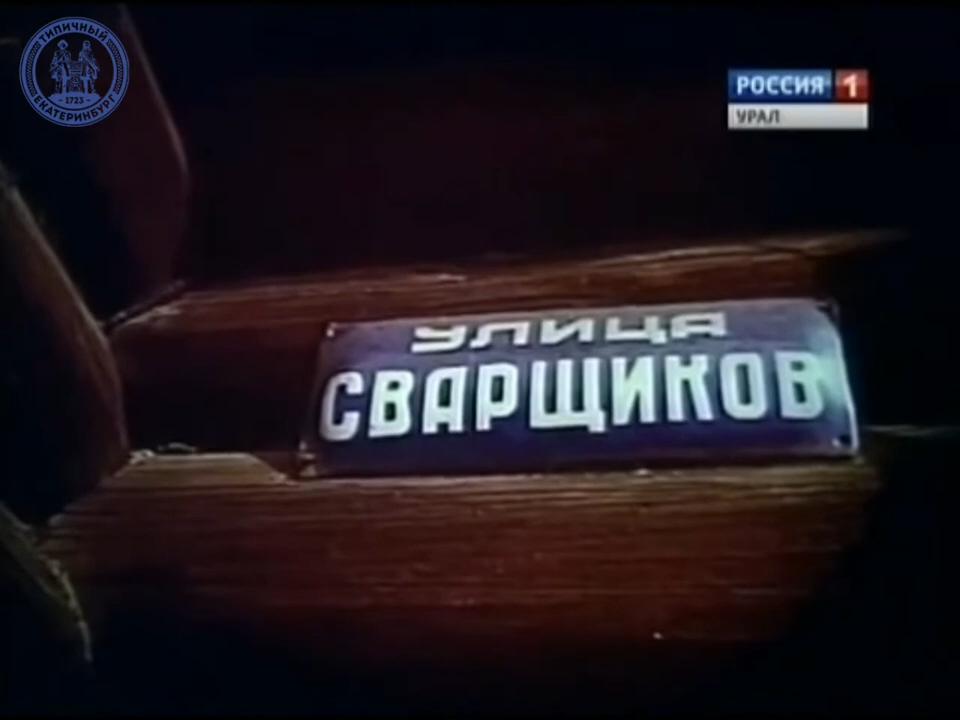 ТИПИЧНЫЙ
ЕКАТЕРИНБУРГ
1723
РОССИЯ 1
УРАЛ
УЛИЦА
СВАРЩИКОВ